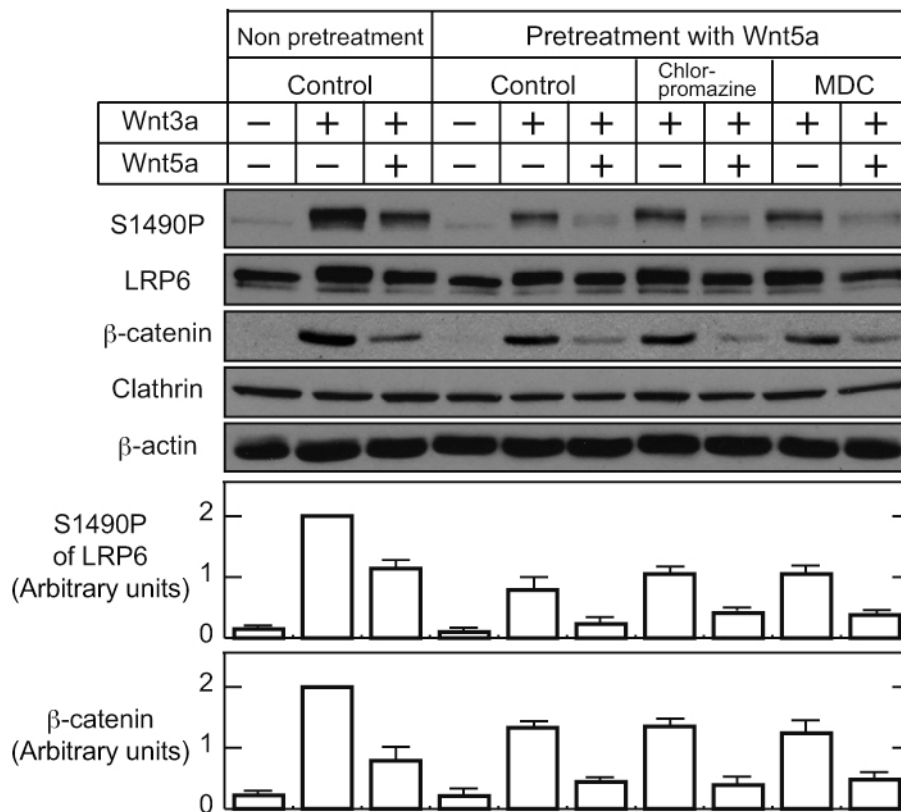 Non pretreatment Pretreatment with Wnt5a
Control Control Chlor-
promazine MDC
Wnt3a − + + − + + + + + +
Wnt5a − − + − − + − + − +
S1490P
LRP6
β-catenin
Clathrin
β-actin
S1490P
of LRP6
(Arbitrary units)
2
1
0
β-catenin
(Arbitrary units)
2
1
0